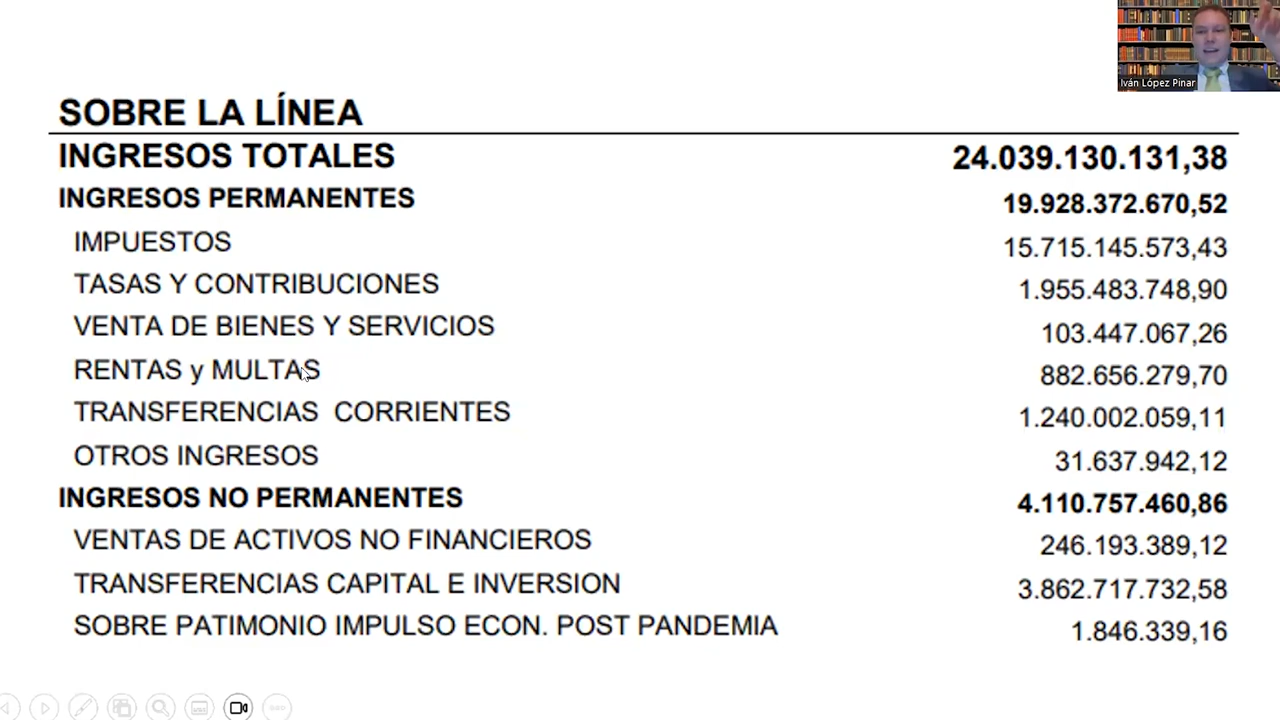 Iván López Pinar
SOBRE LA LÍNEA
INGRESOS TOTALES 24.039.130.131,38
INGRESOS PERMANENTES 19.928.372.670,52
IMPUESTOS 15.715.145.573,43
TASAS Y CONTRIBUCIONES 1.955.483.748,90
VENTA DE BIENES Y SERVICIOS 103.447.067,26
RENTAS y MULTAS 882.656.279,70
TRANSFERENCIAS CORRIENTES 1.240.002.059,11
OTROS INGRESOS 31.637.942,12
INGRESOS NO PERMANENTES 4.110.757.460,86
VENTAS DE ACTIVOS NO FINANCIEROS 246.193.389,12
TRANSFERENCIAS CAPITAL E INVERSION 3.862.717.732,58
SOBRE PATIMONIO IMPULSO ECON. POST PANDEMIA 1.846.339,16